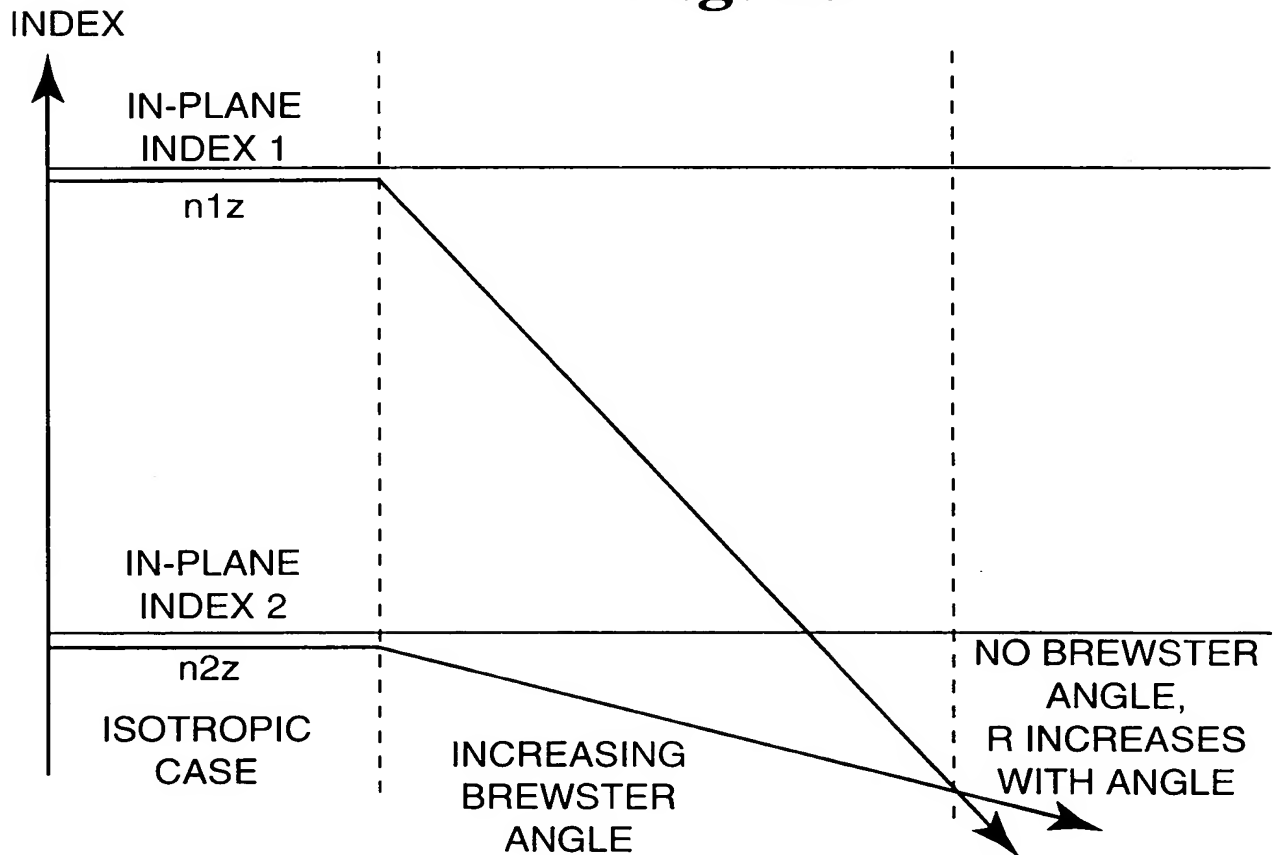 INDEX
IN-PLANE
INDEX 1
n1z
IN-PLANE
INDEX 2
n2z
ISOTROPIC
CASE
INCREASING
BREWSTER
ANGLE
NO BREWSTER
ANGLE,
R INCREASES
WITH ANGLE